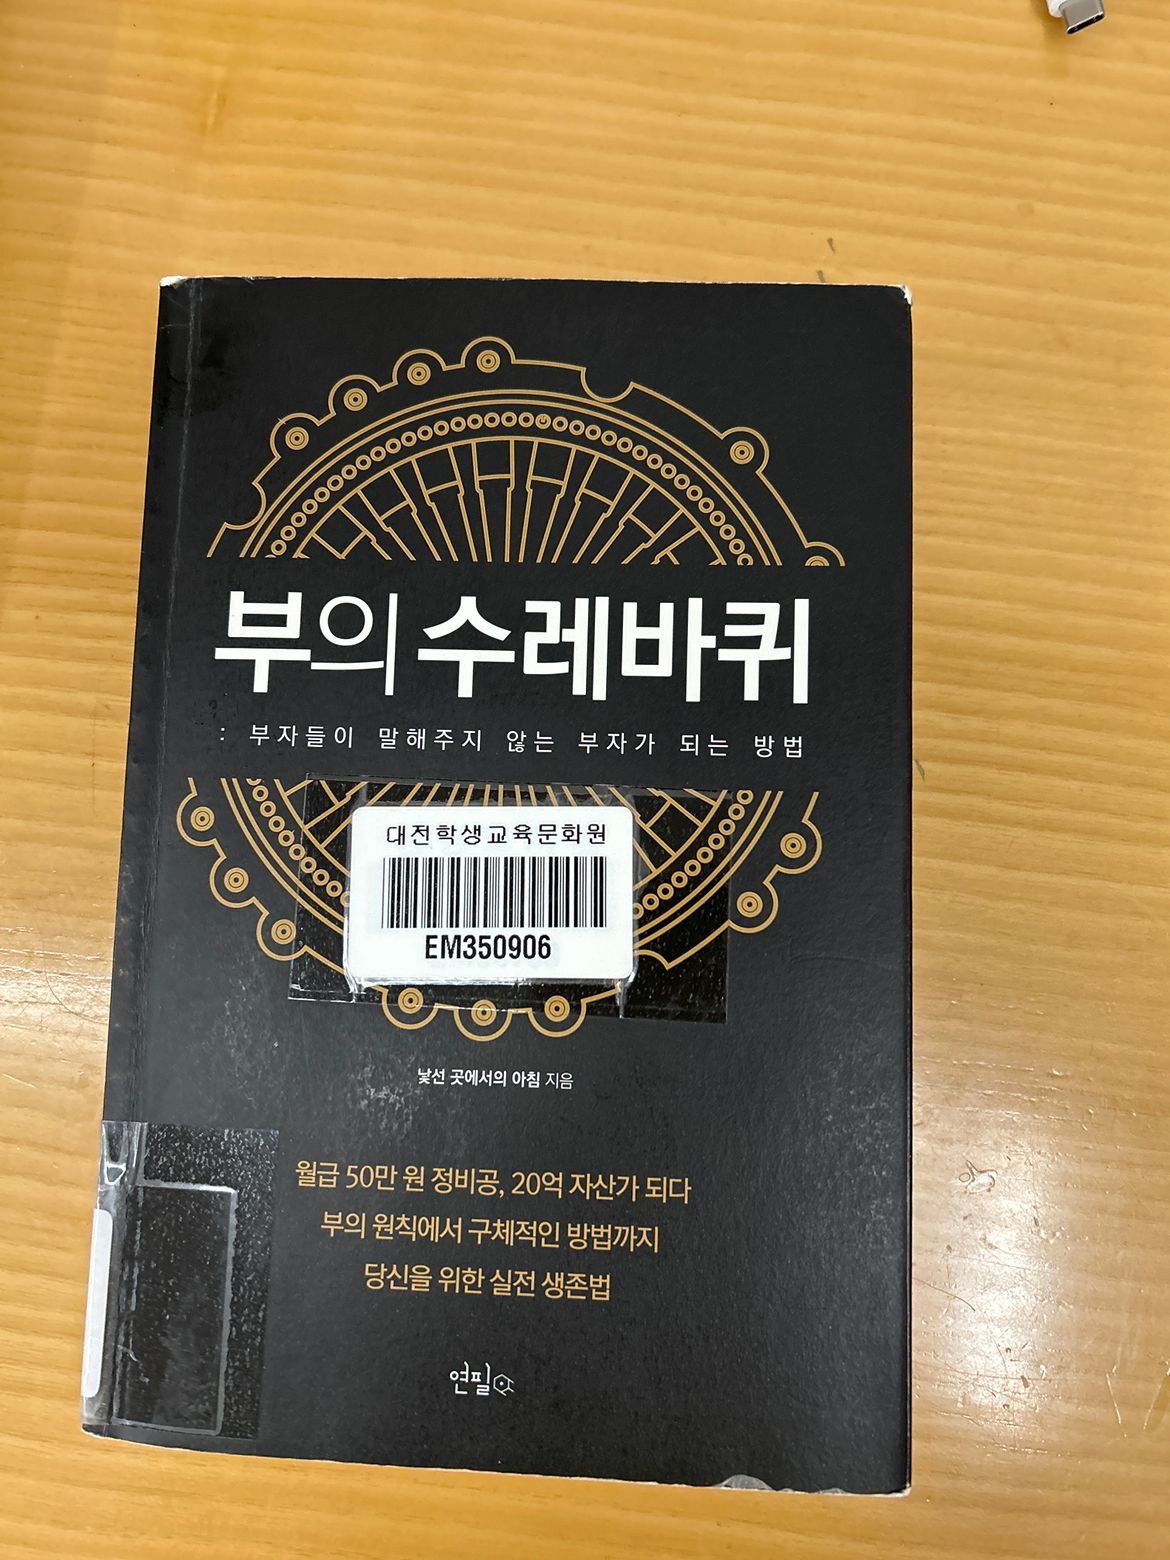 부의 수레바퀴
: 부자들이 말해주지 않는 부자가 되는 방법
대전학생교육문화원
EM350906
낯선 곳에서의 아침 지음
월급 50만 원 정비공, 20억 자산가 되다
부의 원칙에서 구체적인 방법까지
당신을 위한 실전 생존법
연필